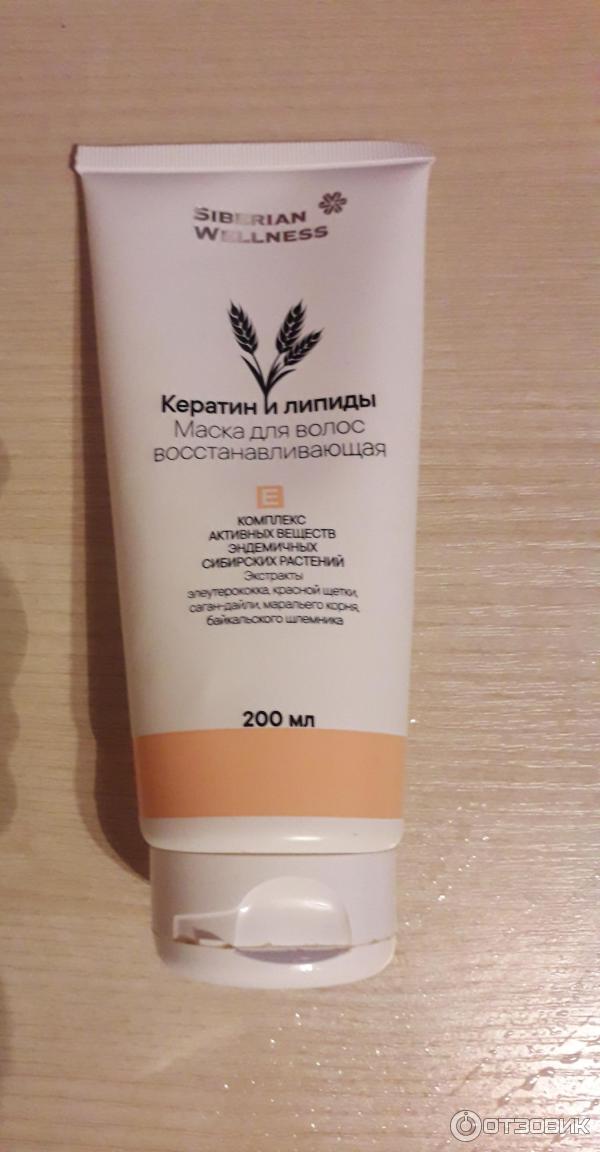 SIBERIAN
WELLNESS
Кератин и липиды
Маска для волос
восстанавливающая
E
КОМПЛЕКС
АКТИВНЫХ ВЕЩЕСТВ
ЭНДЕМИЧНЫХ
СИБИРСКИХ РАСТЕНИЙ
Экстракты
элеутерококка, красной щетки,
саган-дайли, маральего корня,
байкальского шлемника
200 мл
ОТЗОВИК